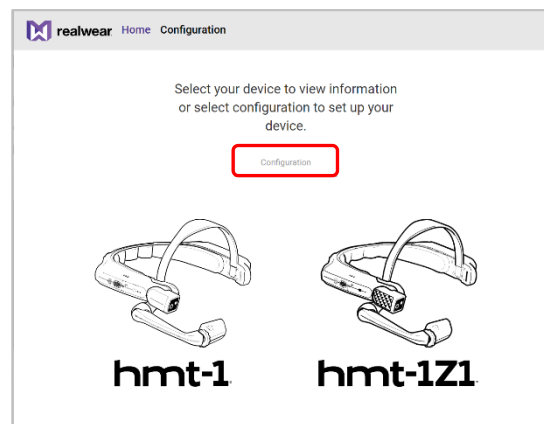 realwear Home Configuration
Select your device to view information
or select configuration to set up your
device.
Configuration
hmt-1 hmt-1Z1